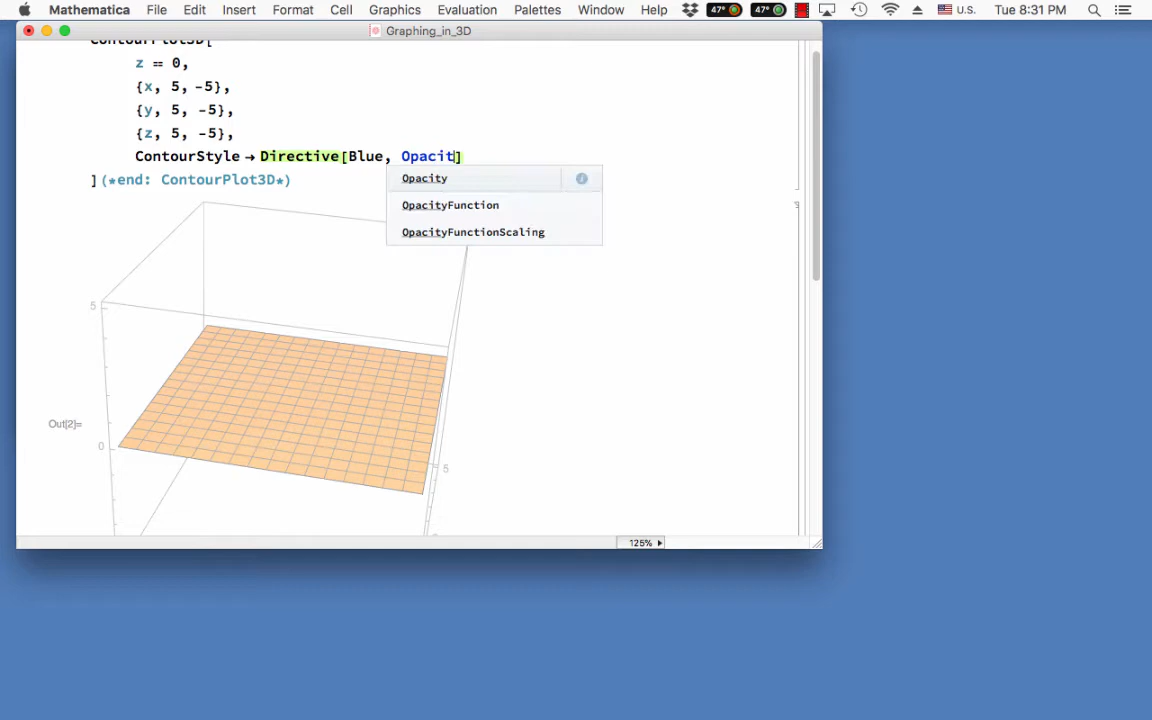 Mathematica File Edit Insert Format Cell Graphics Evaluation Palettes Window Help 47° 47° U.S. Tue 8:31 PM
Graphing_in_3D
ContourPlot3D[
z == 0,
{x, 5, -5},
{y, 5, -5},
{z, 5, -5},
ContourStyle → Directive[Blue, Opacit]
](*end: ContourPlot3D*)
Opacity
OpacityFunction
OpacityFunctionScaling
5
Out[2]=
0
5
125%